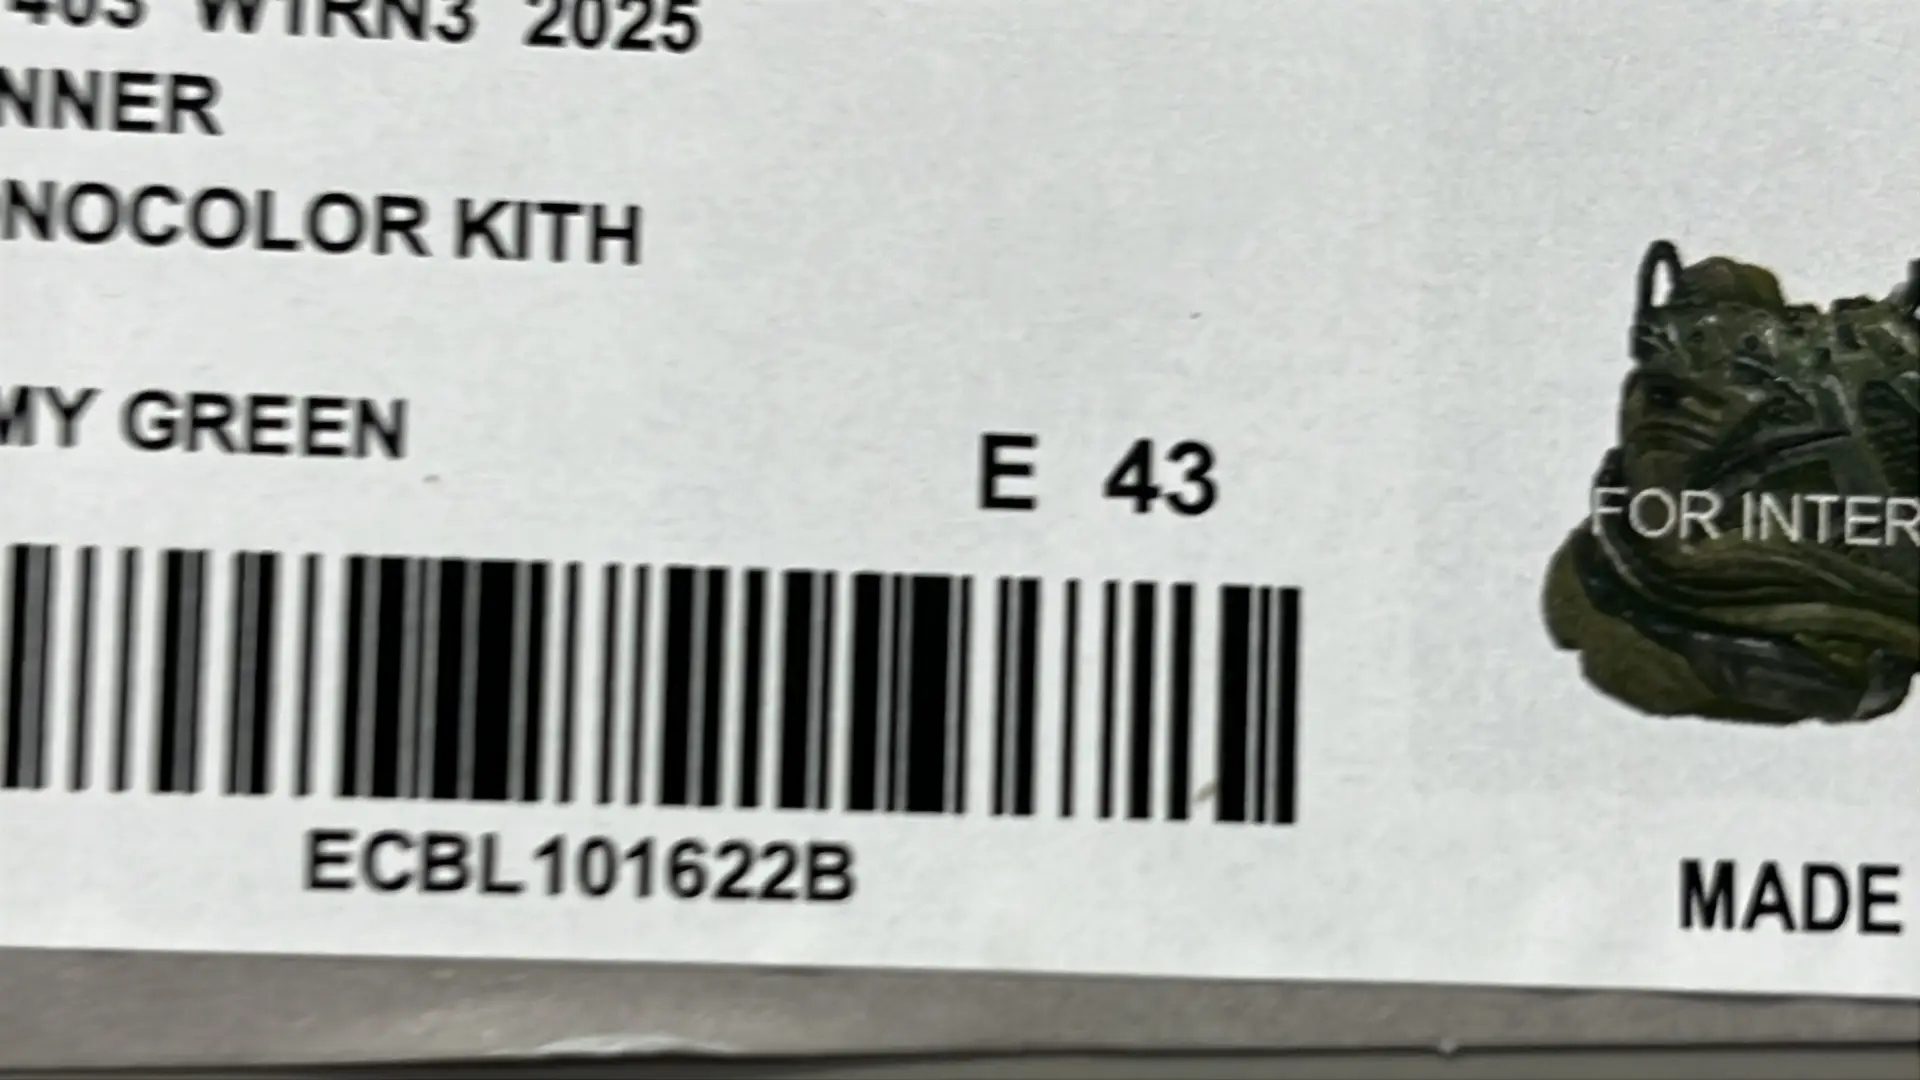 403 W1RN3 2025
NNER
NOCOLOR KITH
MY GREEN
E 43
FOR INTER
ECBL101622B
MADE